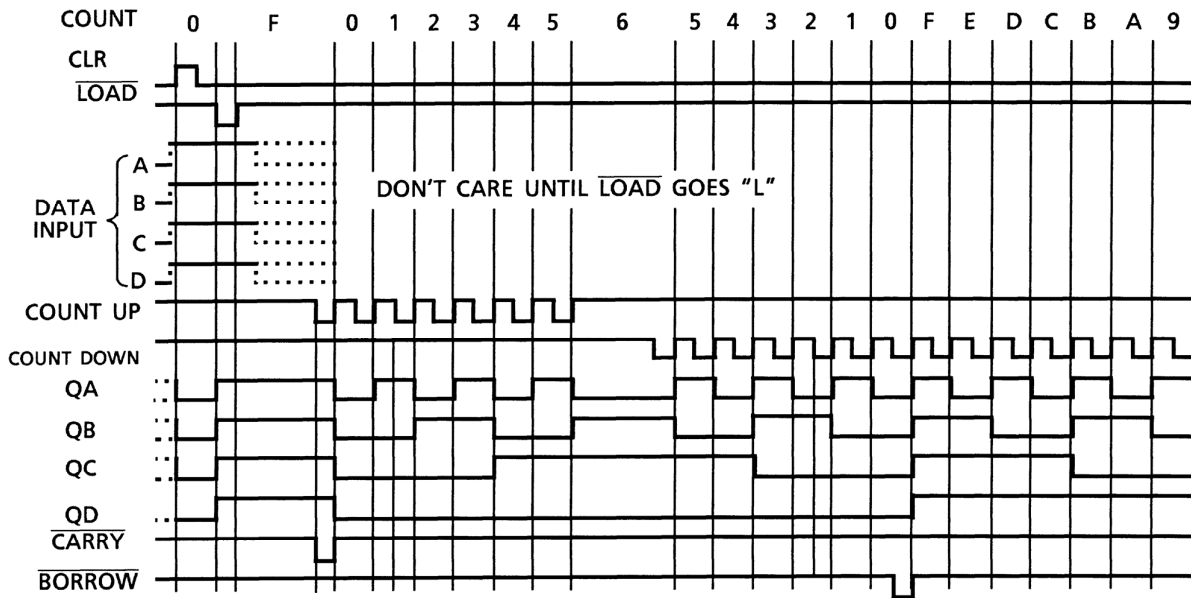 COUNT 0 F 0 1 2 3 4 5 6 5 4 3 2 1 0 F E D C B A 9
CLR
LOAD
A
B
DATA INPUT
C
D
DON'T CARE UNTIL LOAD GOES "L"
COUNT UP
COUNT DOWN
QA
QB
QC
QD
CARRY
BORROW